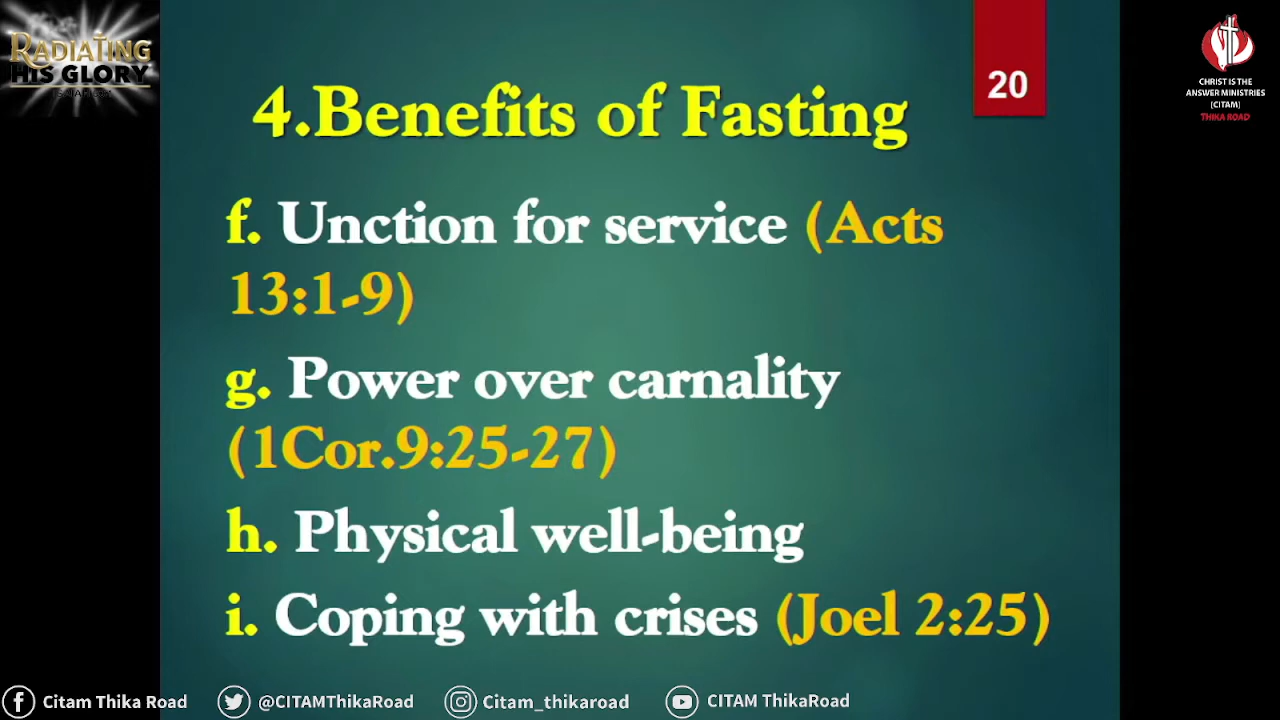 RADIATING
HIS GLORY
20
CHRIST IS THE
ANSWER MINISTRIES
(CITAM)
THIKA ROAD
4.Benefits of Fasting
f. Unction for service (Acts
13:1-9)
g. Power over carnality
(1Cor.9:25-27)
h. Physical well-being
i. Coping with crises (Joel 2:25)
Citam Thika Road
@CITAMThikaRoad
Citam_thikaroad
CITAM ThikaRoad